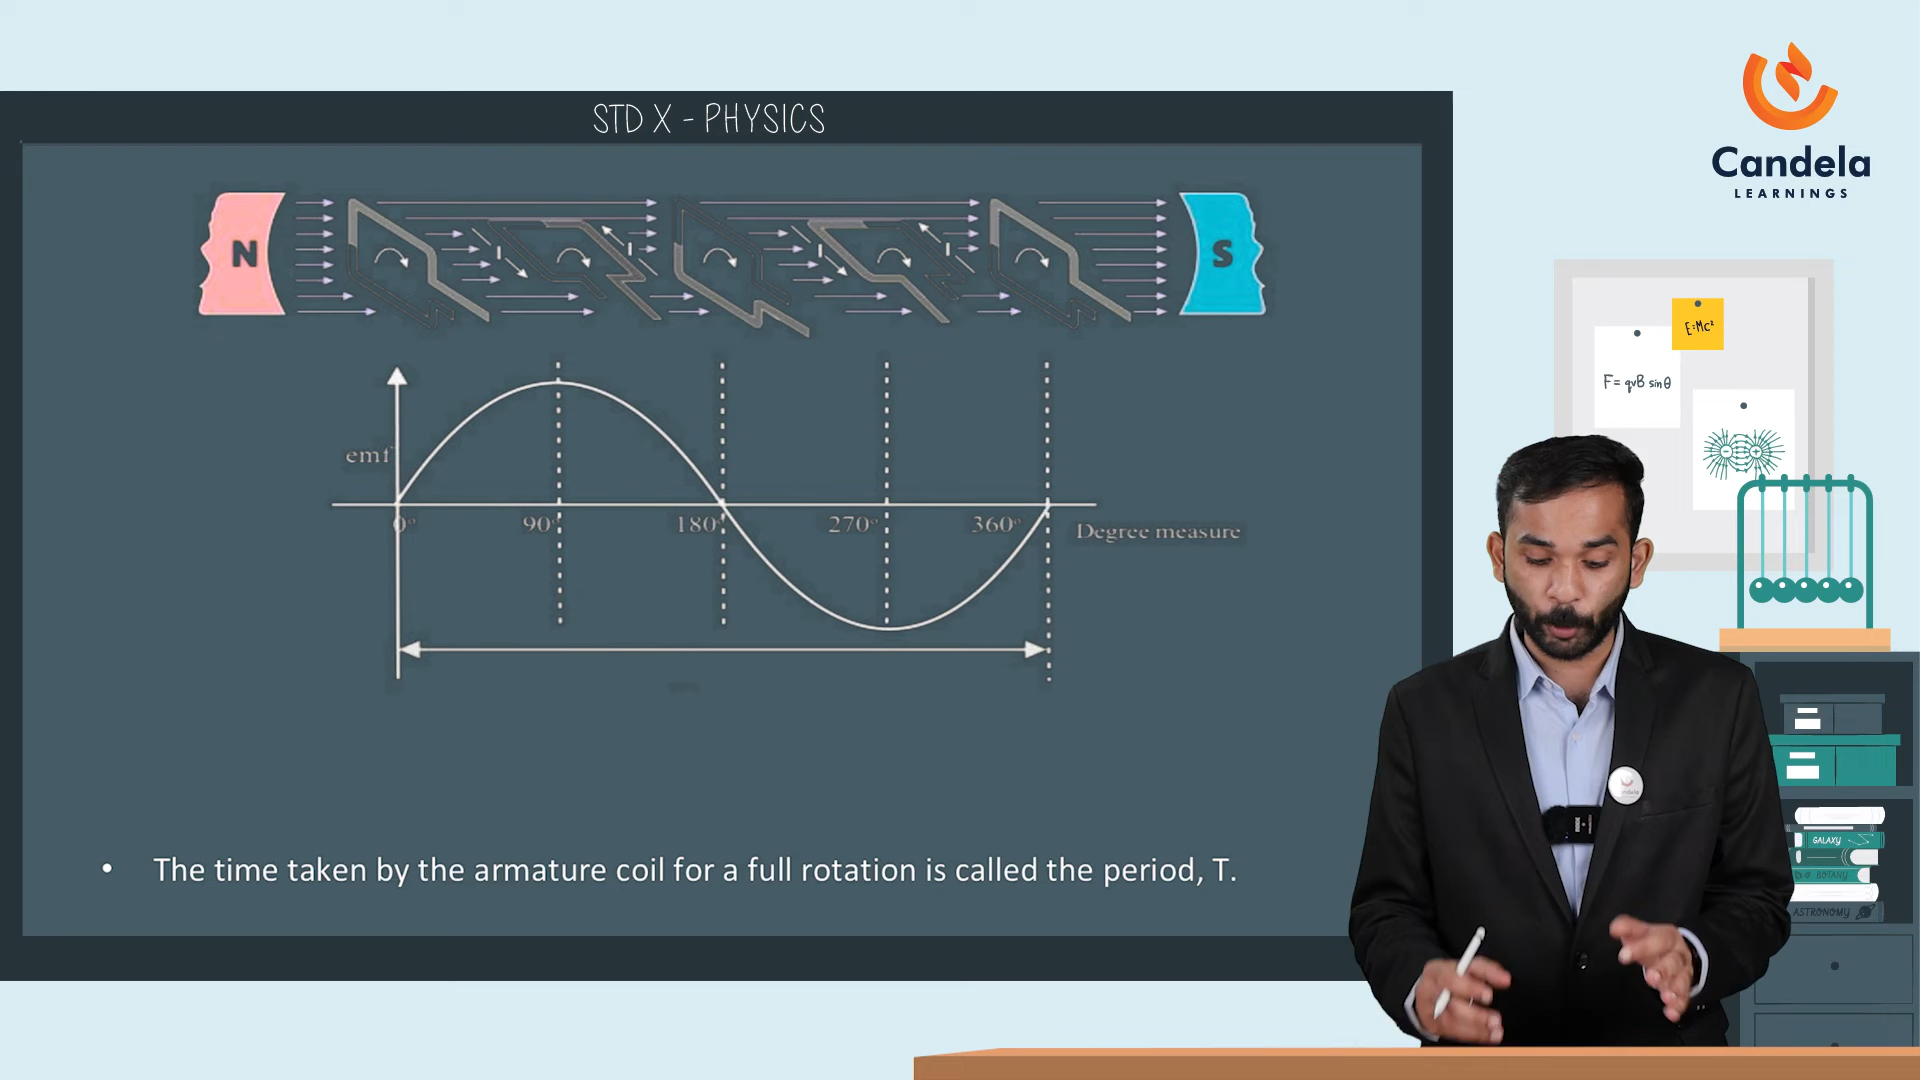 STD X - PHYSICS
Candela
LEARNINGS
N
S
I
I
I
I
E=Mc²
F = qvB sin θ
emf
0°
90°
180°
270°
360°
Degree measure
GALAXY
BOTANY
ASTRONOMY
• The time taken by the armature coil for a full rotation is called the period, T.